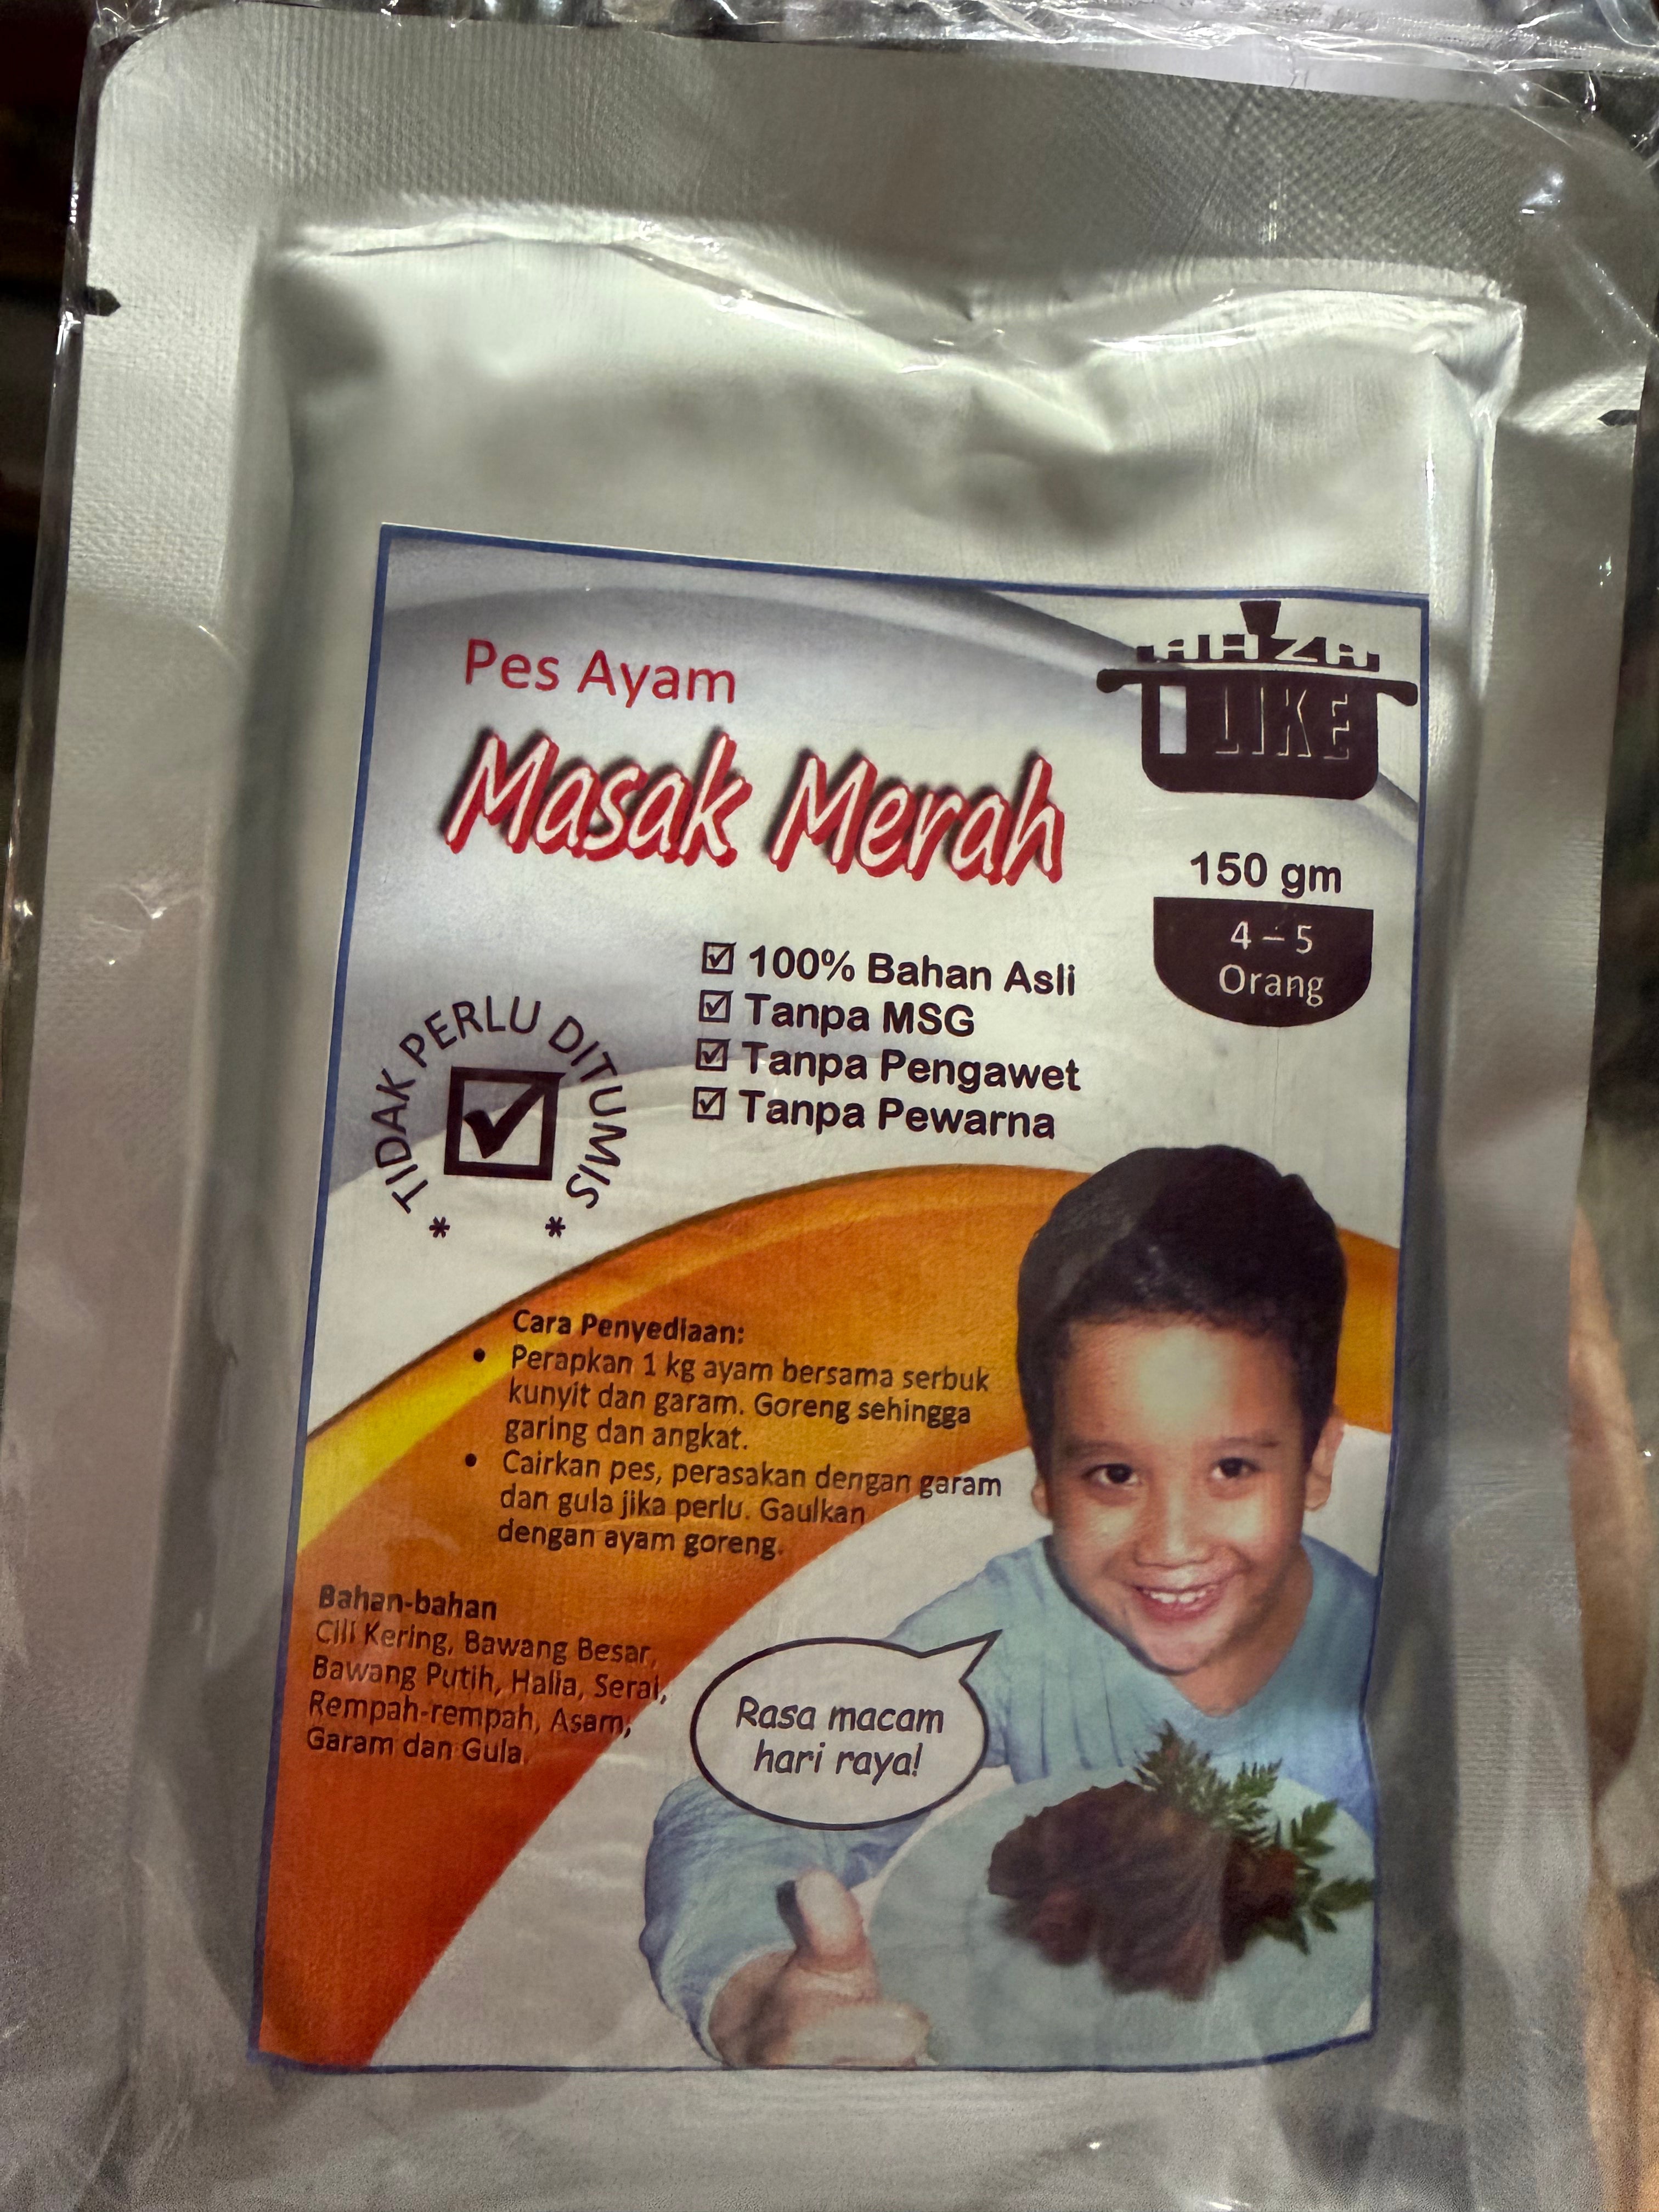 Pes Ayam
Masak Merah
LIKE
150 gm
4 – 5
Orang
100% Bahan Asli
Tanpa MSG
Tanpa Pengawet
Tanpa Pewarna
* TIDAK PERLU DITUMIS *
Cara Penyediaan:
• Perapkan 1 kg ayam bersama serbuk
kunyit dan garam. Goreng sehingga
garing dan angkat.
• Cairkan pes, perasakan dengan garam
dan gula jika perlu. Gaulkan
dengan ayam goreng.
Bahan-bahan
Cili Kering, Bawang Besar,
Bawang Putih, Halia, Serai,
Rempah-rempah, Asam,
Garam dan Gula.
Rasa macam
hari raya!